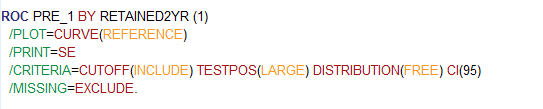 ROC PRE_1 BY RETAINED2YR (1)
/PLOT=CURVE(REFERENCE)
/PRINT=SE
/CRITERIA=CUTOFF(INCLUDE) TESTPOS(LARGE) DISTRIBUTION(FREE) CI(95)
/MISSING=EXCLUDE.